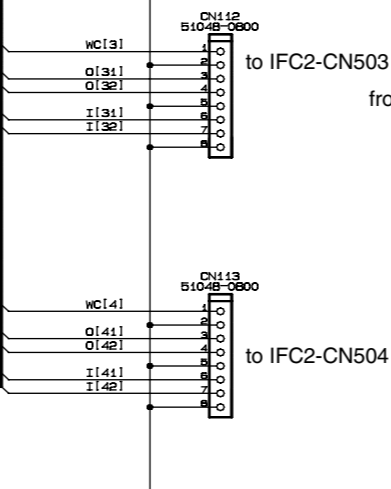 CN112
51048-0800
WC[3]
1
2
O[31]
3
O[32]
4
5
I[31]
6
I[32]
7
8
to IFC2-CN503
fro
CN113
51048-0800
WC[4]
1
2
O[41]
3
O[42]
4
5
I[41]
6
I[42]
7
8
to IFC2-CN504